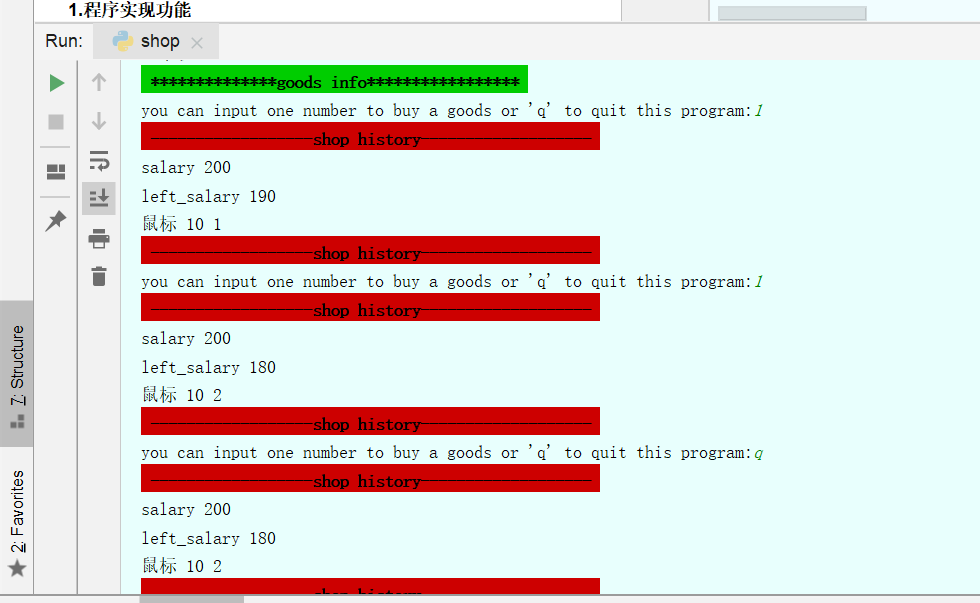 1.程序实现功能
Run: shop
**************goods info*****************
you can input one number to buy a goods or 'q' to quit this program:1
------------------shop history-------------------
salary 200
left_salary 190
鼠标 10 1
------------------shop history-------------------
you can input one number to buy a goods or 'q' to quit this program:1
------------------shop history-------------------
salary 200
left_salary 180
鼠标 10 2
------------------shop history-------------------
you can input one number to buy a goods or 'q' to quit this program:q
------------------shop history-------------------
salary 200
left_salary 180
鼠标 10 2
------------------shop history-------------------
7: Structure
2: Favorites